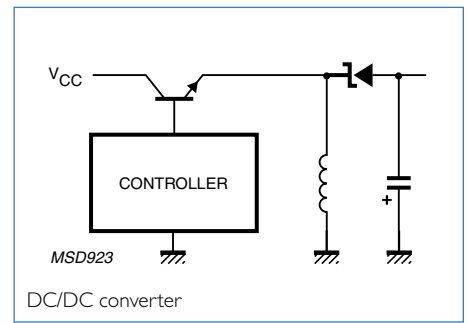 VCC
CONTROLLER
+
MSD923
DC/DC converter